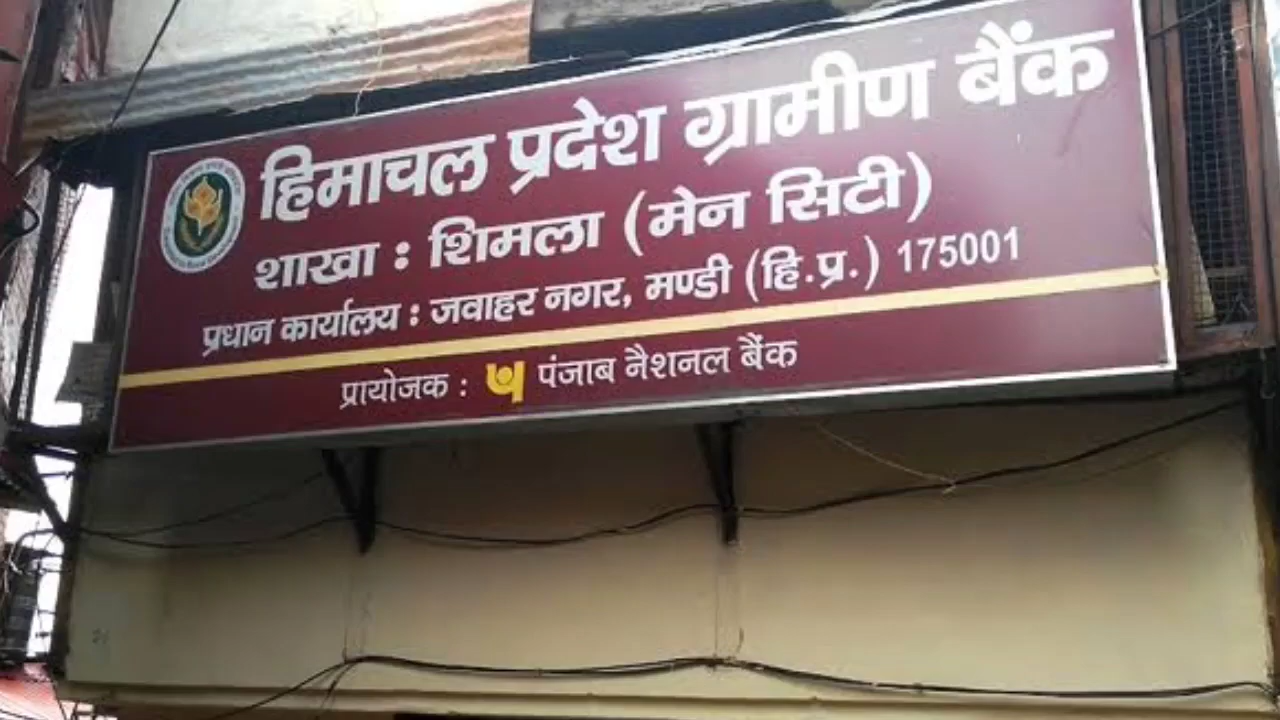 हिमाचल प्रदेश ग्रामीण बैंक
शाखा : शिमला (मेन सिटी)
प्रधान कार्यालय : जवाहर नगर, मण्डी (हि.प्र.) 175001
प्रायोजक : पंजाब नैशनल बैंक